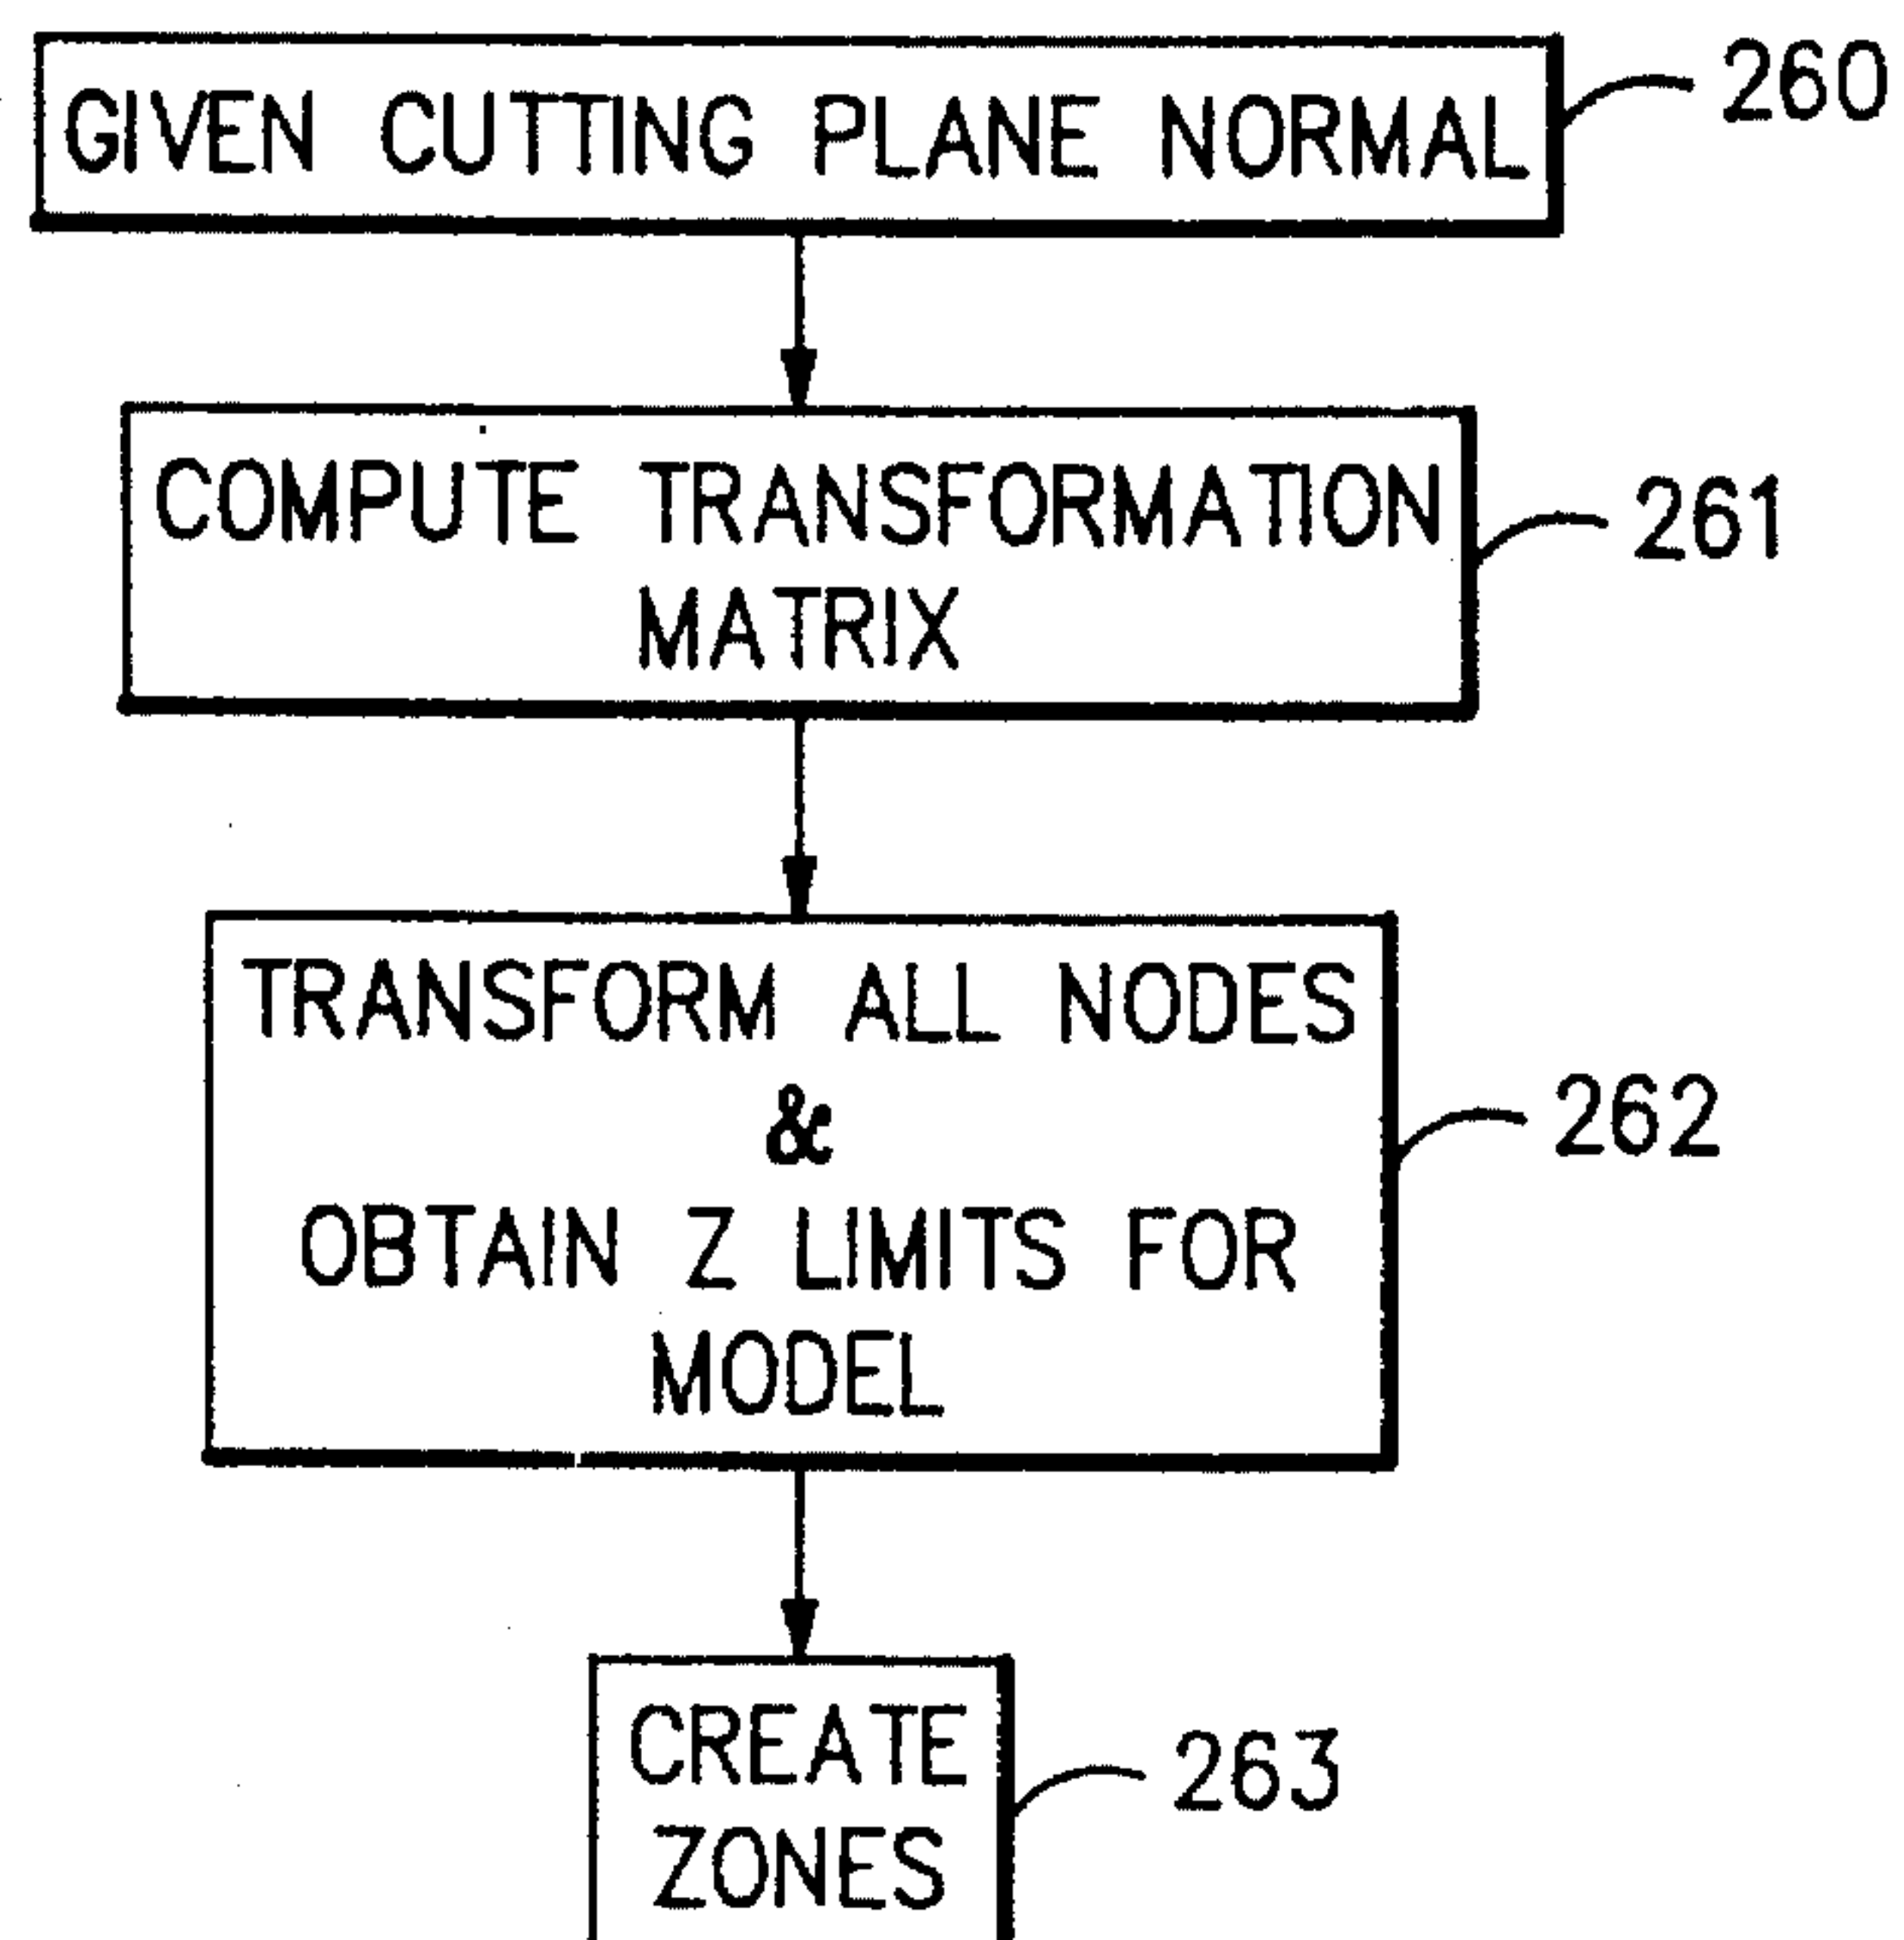 GIVEN CUTTING PLANE NORMAL
260
COMPUTE TRANSFORMATION
MATRIX
261
TRANSFORM ALL NODES
&
OBTAIN Z LIMITS FOR
MODEL
262
CREATE
ZONES
263